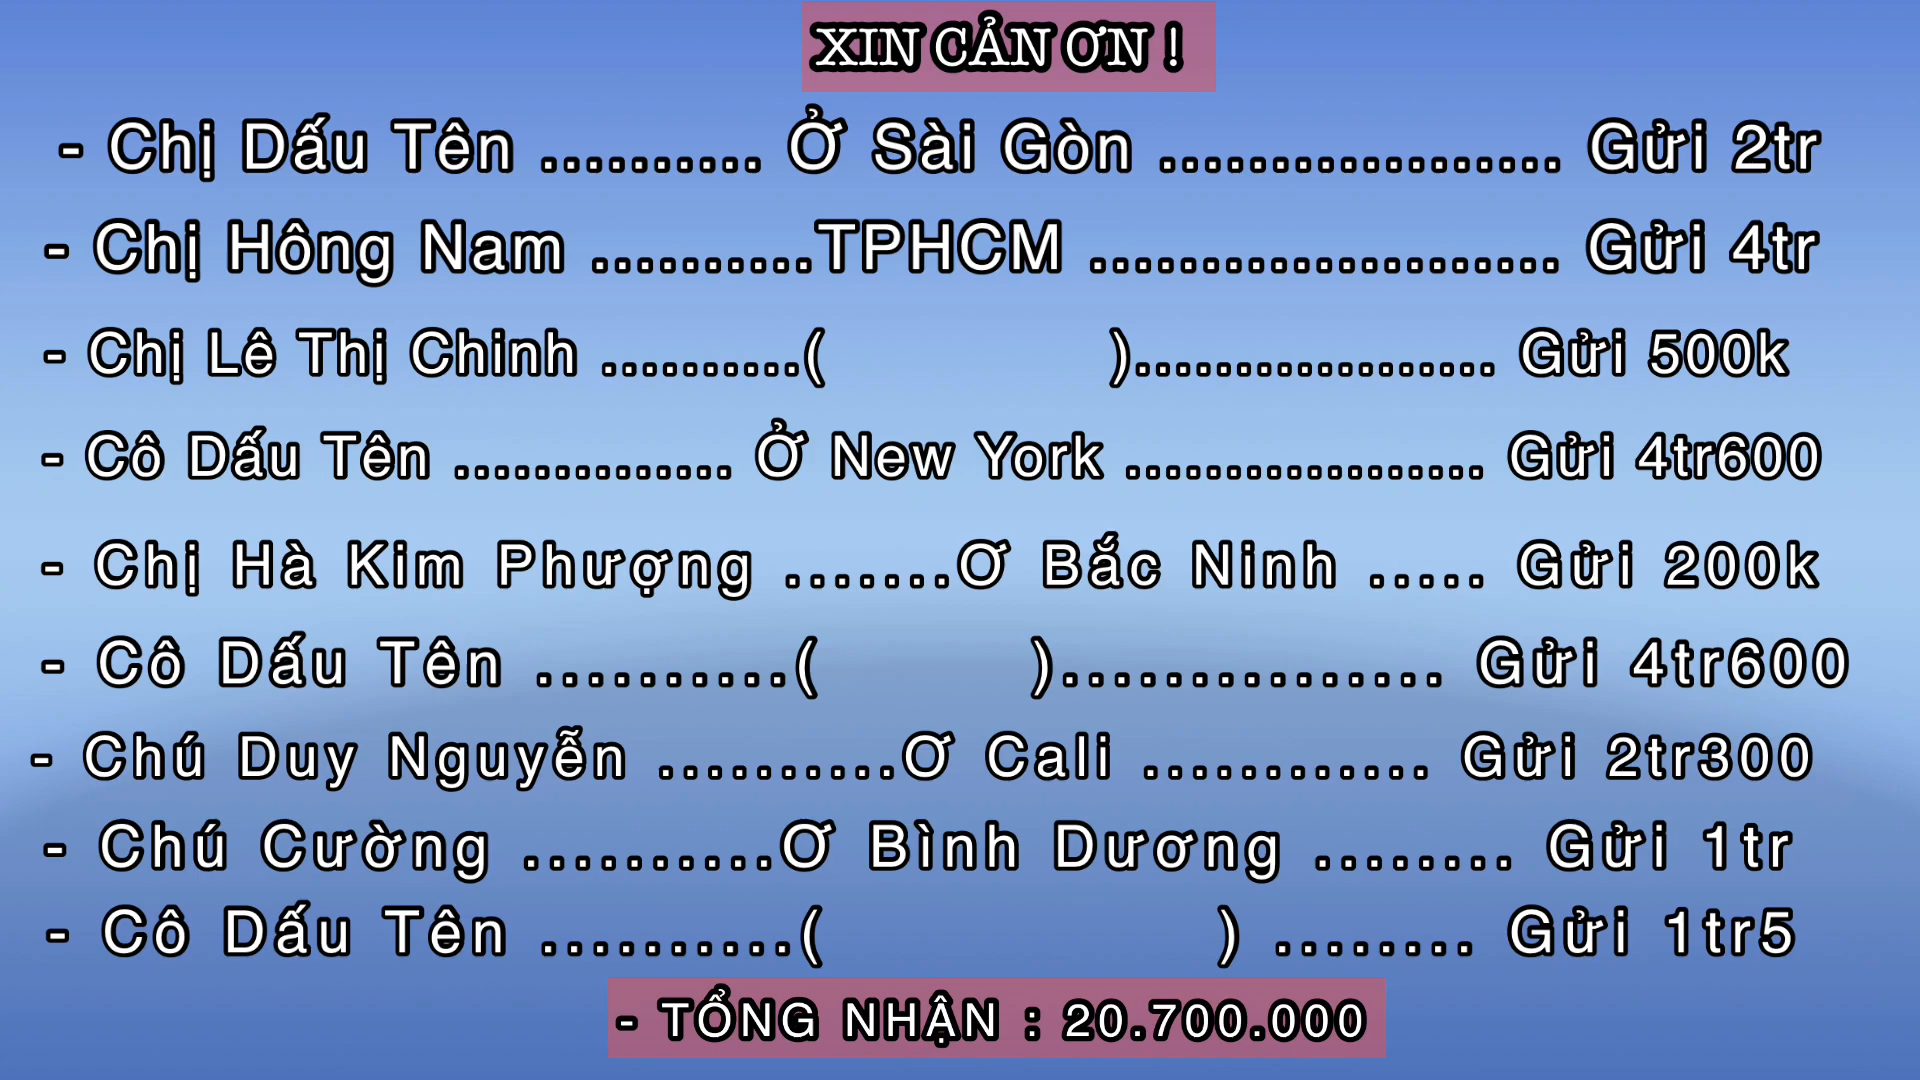 XIN CẢN ƠN !
- Chị Dấu Tên .......... Ở Sài Gòn .................. Gửi 2tr
- Chị Hông Nam ..........TPHCM ..................... Gửi 4tr
- Chị Lê Thị Chinh ..........( ).................. Gửi 500k
- Cô Dấu Tên .............. Ở New York .................. Gửi 4tr600
- Chị Hà Kim Phượng .......Ơ Bắc Ninh ..... Gửi 200k
- Cô Dấu Tên ..........( )............... Gửi 4tr600
- Chú Duy Nguyễn ..........Ơ Cali ............ Gửi 2tr300
- Chú Cường ..........Ơ Bình Dương ........ Gửi 1tr
- Cô Dấu Tên ..........( ) ........ Gửi 1tr5
- TỔNG NHẬN : 20.700.000